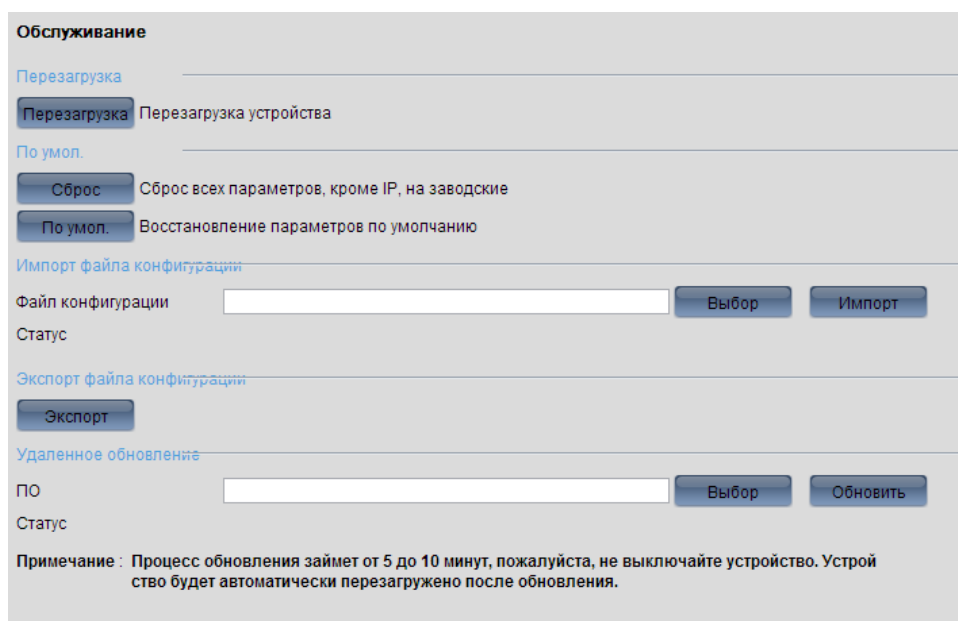 Обслуживание
Перезагрузка
Перезагрузка Перезагрузка устройства
По умол.
Сброс Сброс всех параметров, кроме IP, на заводские
По умол. Восстановление параметров по умолчанию
Импорт файла конфигурации
Файл конфигурации Выбор Импорт
Статус
Экспорт файла конфигурации
Экспорт
Удаленное обновление
ПО Выбор Обновить
Статус
Примечание : Процесс обновления займет от 5 до 10 минут, пожалуйста, не выключайте устройство. Устрой
ство будет автоматически перезагружено после обновления.